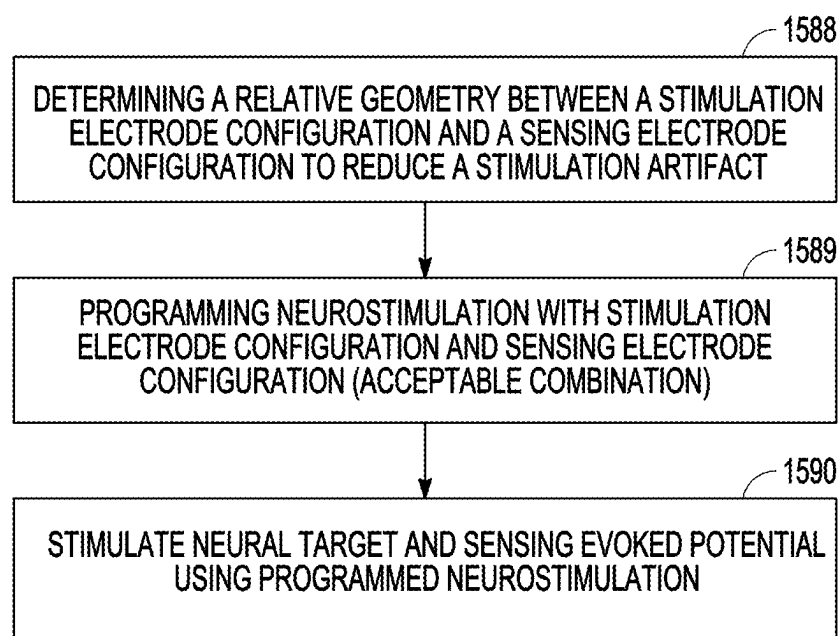 1588
DETERMINING A RELATIVE GEOMETRY BETWEEN A STIMULATION
ELECTRODE CONFIGURATION AND A SENSING ELECTRODE
CONFIGURATION TO REDUCE A STIMULATION ARTIFACT
1589
PROGRAMMING NEUROSTIMULATION WITH STIMULATION
ELECTRODE CONFIGURATION AND SENSING ELECTRODE
CONFIGURATION (ACCEPTABLE COMBINATION)
1590
STIMULATE NEURAL TARGET AND SENSING EVOKED POTENTIAL
USING PROGRAMMED NEUROSTIMULATION